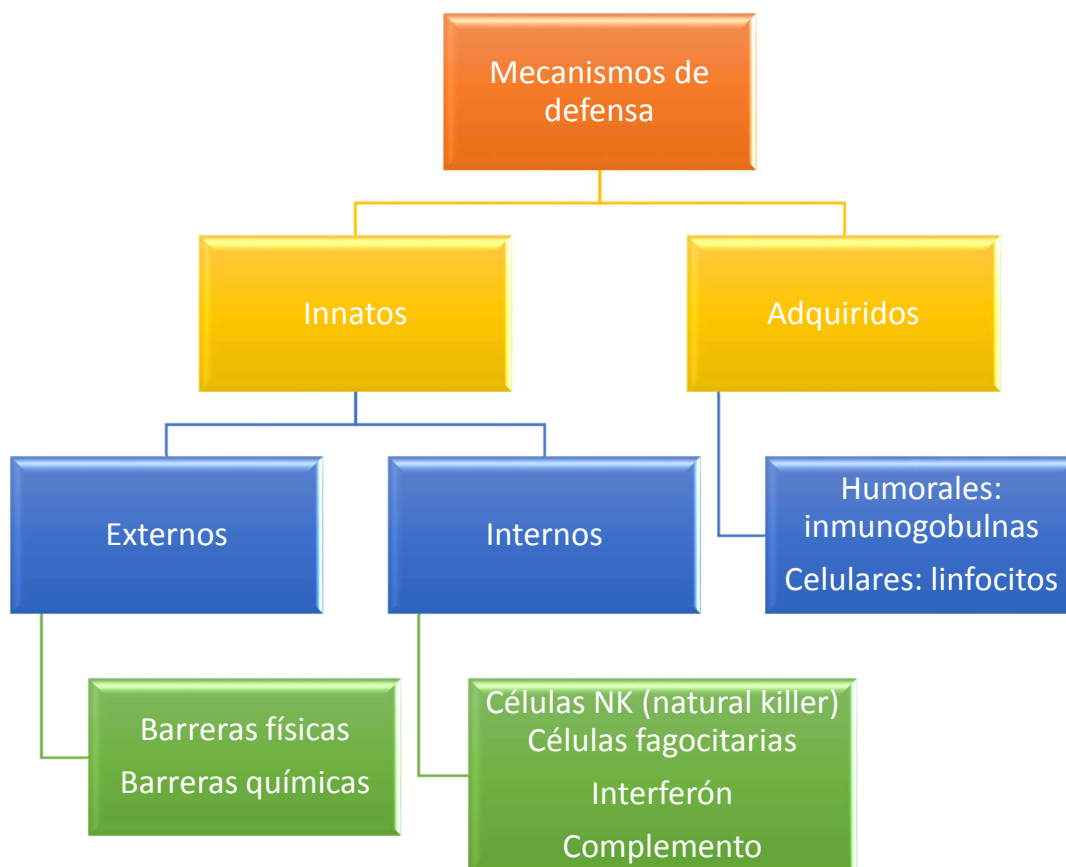 Mecanismos de
defensa
Innatos
Adquiridos
Externos
Internos
Humorales:
inmunogobulnas
Celulares: linfocitos
Barreras físicas
Barreras químicas
Células NK (natural killer)
Células fagocitarias
Interferón
Complemento